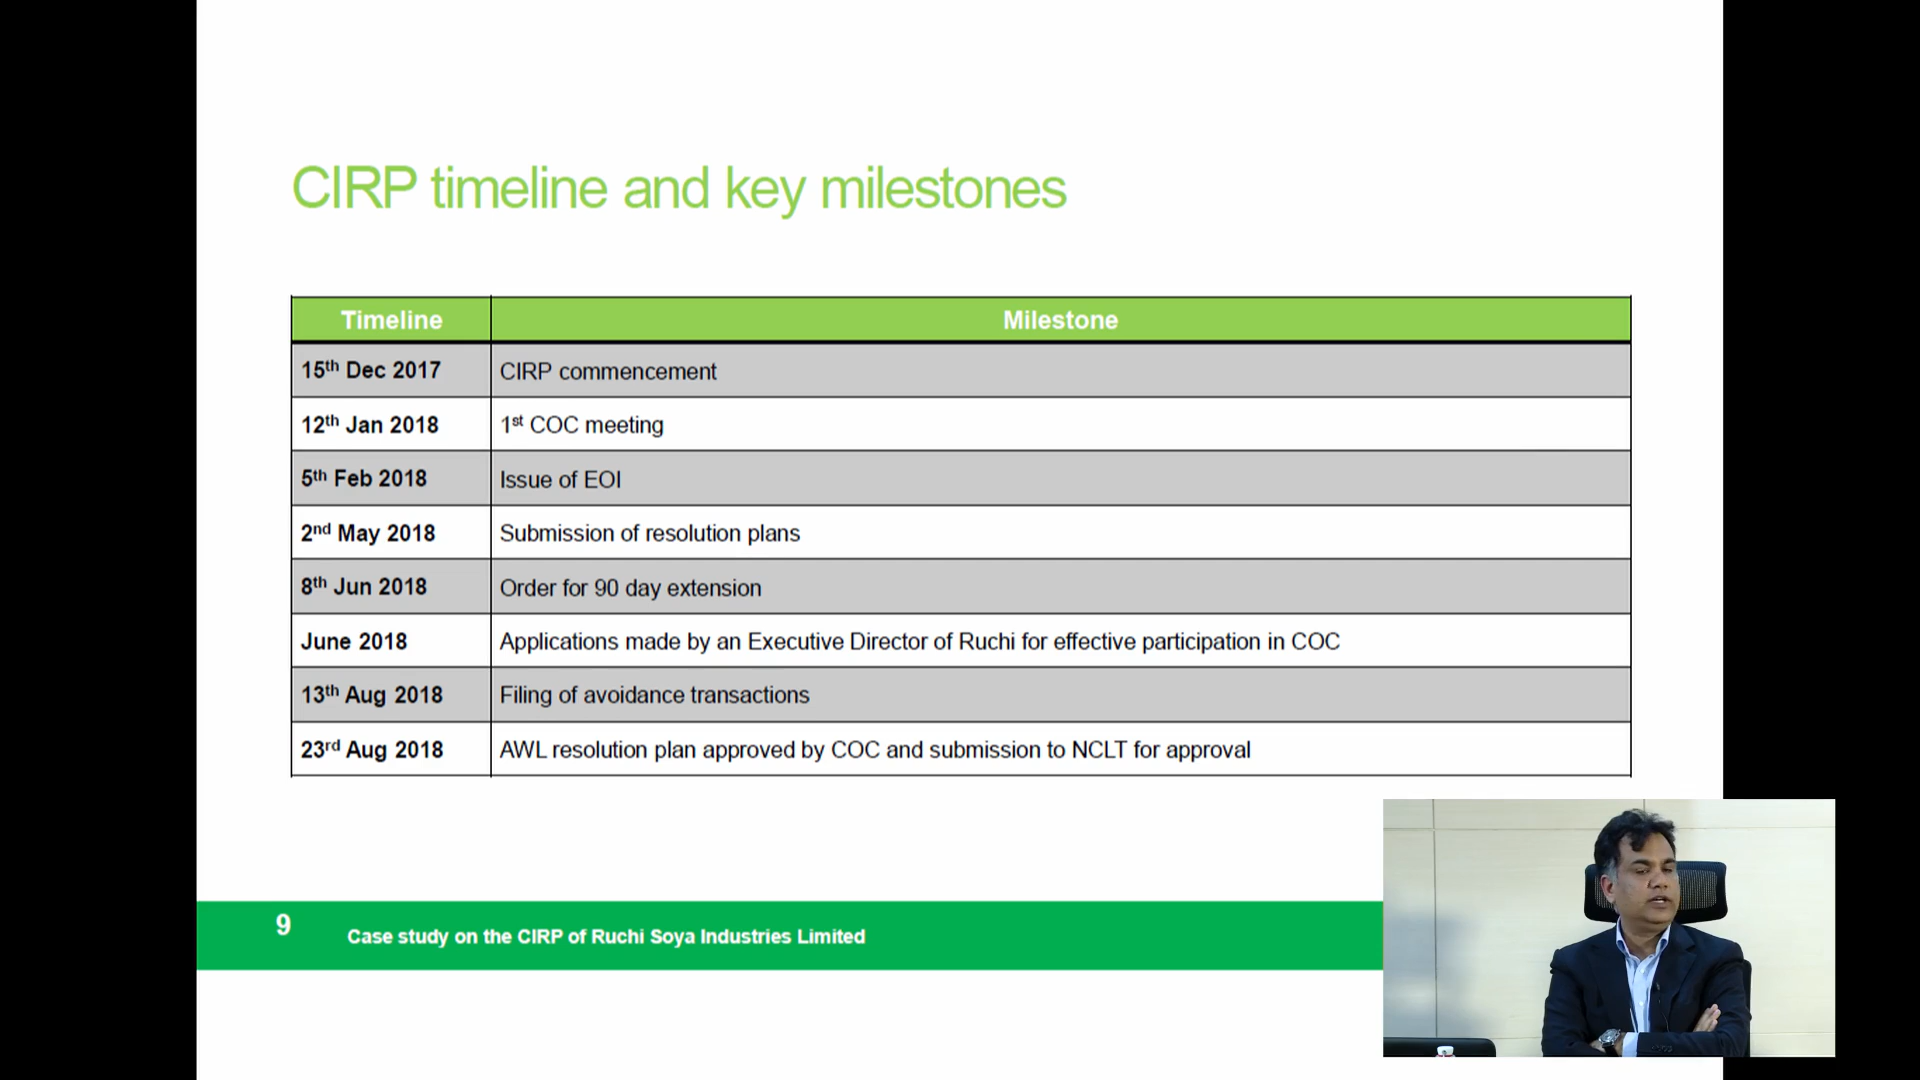 CIRP timeline and key milestones
Timeline Milestone
15th Dec 2017 CIRP commencement
12th Jan 2018 1st COC meeting
5th Feb 2018 Issue of EOI
2nd May 2018 Submission of resolution plans
8th Jun 2018 Order for 90 day extension
June 2018 Applications made by an Executive Director of Ruchi for effective participation in COC
13th Aug 2018 Filing of avoidance transactions
23rd Aug 2018 AWL resolution plan approved by COC and submission to NCLT for approval
9 Case study on the CIRP of Ruchi Soya Industries Limited